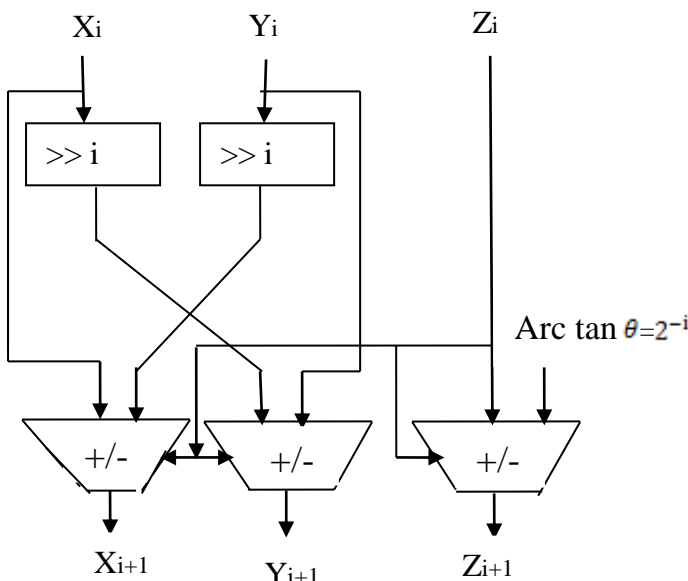 Xi Yi Zi
>> i >> i
Arc tan θ=2⁻ⁱ
+/- +/- +/-
Xi+1 Yi+1 Zi+1